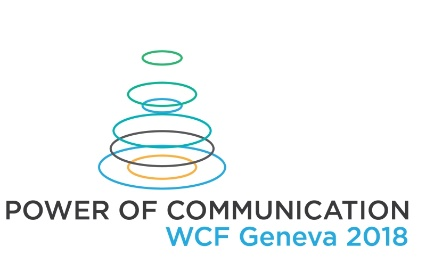 POWER OF COMMUNICATION
WCF Geneva 2018